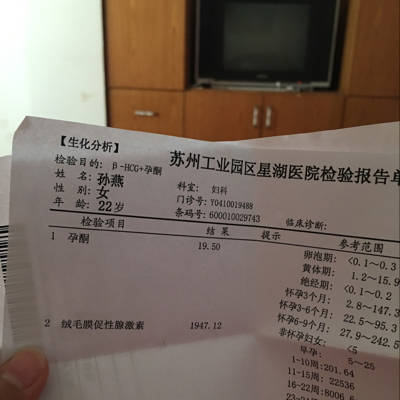 【生化分析】
苏州工业园区星湖医院检验报告单
检验目的: β-HCG+孕酮
姓 名: 孙燕
科室: 妇科
性 别: 女
门诊号: Y0410019488
年 龄: 22岁
条码号: 600010029743
临床诊断:
检验项目 结 果 提示 参考范围
1 孕酮 19.50 卵泡期: <0.1~0.3
黄体期: 1.2~15.9
绝经期: <0.1~0.2
怀孕3个月: 2.8~147.3
怀孕3-6个月: 22.5~95.3
怀孕6-9个月: 27.9~242.5
2 绒毛膜促性腺激素 1947.12 非怀孕妇女: <5
早孕: 5~25
1-10周:201.64
11-15周: 22536
16-22周:8006.6